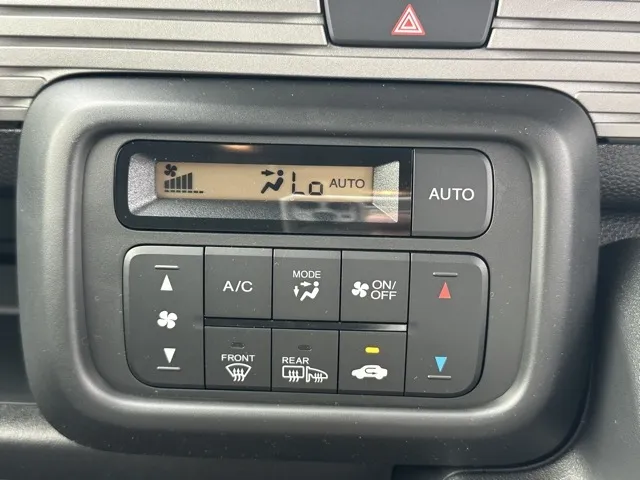 Lo AUTO
AUTO
A/C
MODE
ON/
OFF
FRONT
REAR